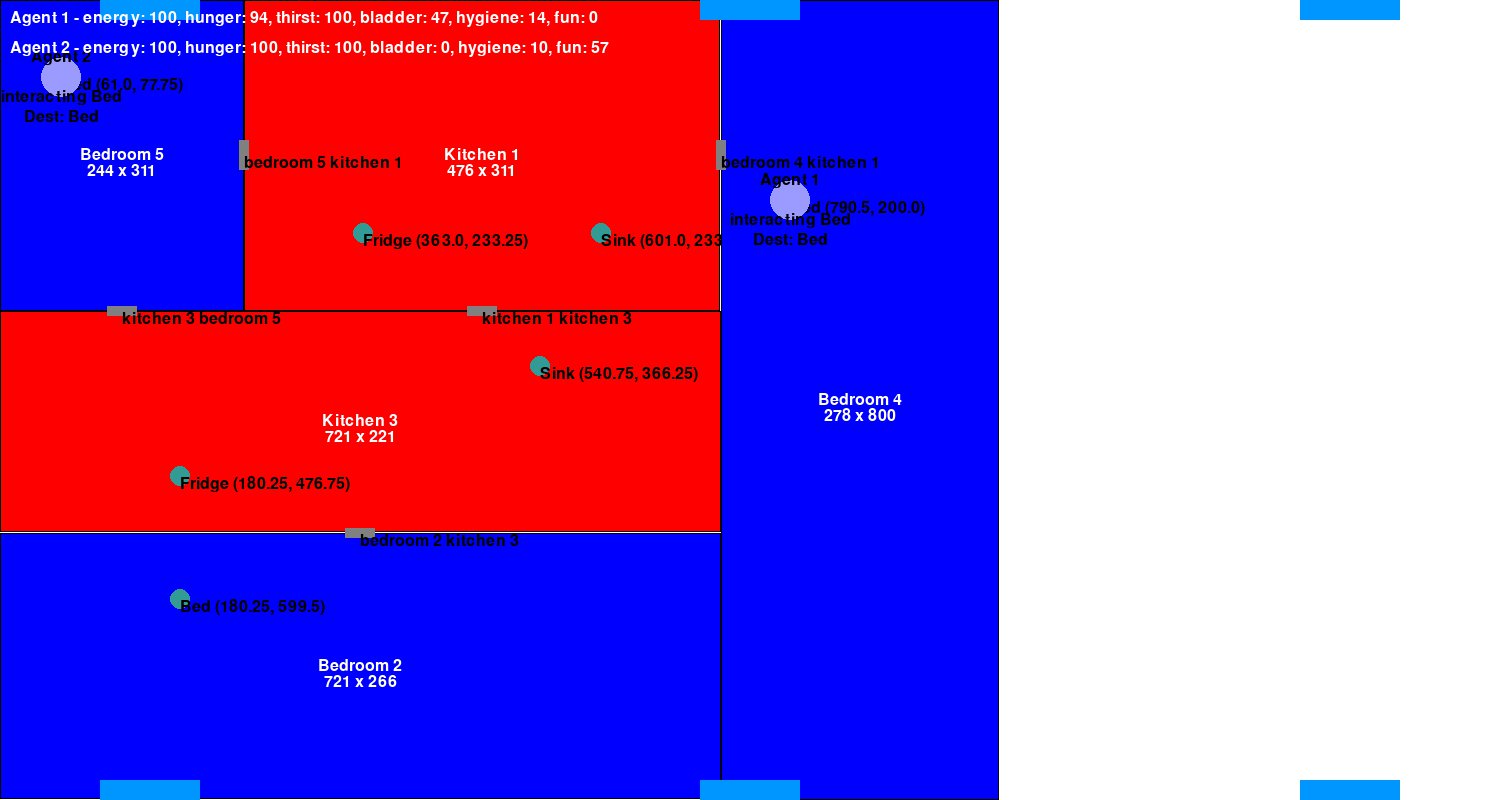 Agent 1 - energy: 100, hunger: 94, thirst: 100, bladder: 47, hygiene: 14, fun: 0
Agent 2 - energy: 100, hunger: 100, thirst: 100, bladder: 0, hygiene: 10, fun: 57
Agent 2
(61.0, 77.75)
interacting Bed
Dest: Bed
Bedroom 5
244 x 311
bedroom 5 kitchen 1
Kitchen 1
476 x 311
bedroom 4 kitchen 1
Agent 1
(790.5, 200.0)
interacting Bed
Dest: Bed
Fridge (363.0, 233.25)
Sink (601.0, 233
kitchen 3 bedroom 5
kitchen 1 kitchen 3
Sink (540.75, 366.25)
Kitchen 3
721 x 221
Bedroom 4
278 x 800
Fridge (180.25, 476.75)
bedroom 2 kitchen 3
Bed (180.25, 599.5)
Bedroom 2
721 x 266